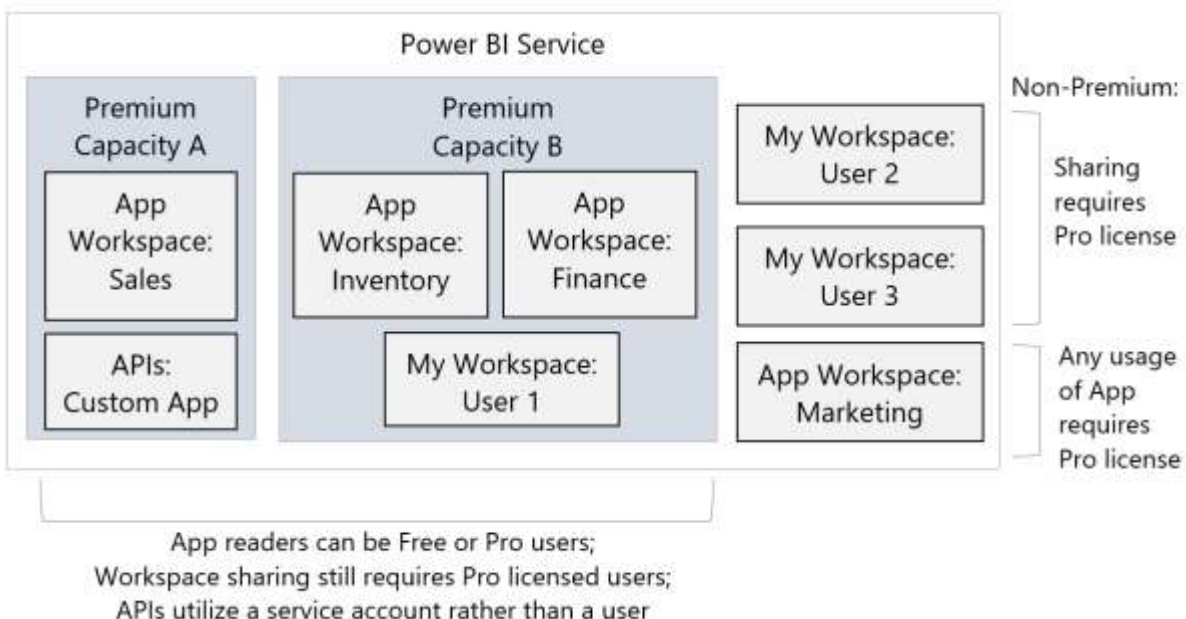 Power BI Service
Premium
Capacity A
App
Workspace:
Sales
APIs:
Custom App
Premium
Capacity B
App
Workspace:
Inventory
App
Workspace:
Finance
My Workspace:
User 1
My Workspace:
User 2
My Workspace:
User 3
App Workspace:
Marketing
Non-Premium:
Sharing
requires
Pro license
Any usage
of App
requires
Pro license
App readers can be Free or Pro users;
Workspace sharing still requires Pro licensed users;
APIs utilize a service account rather than a user